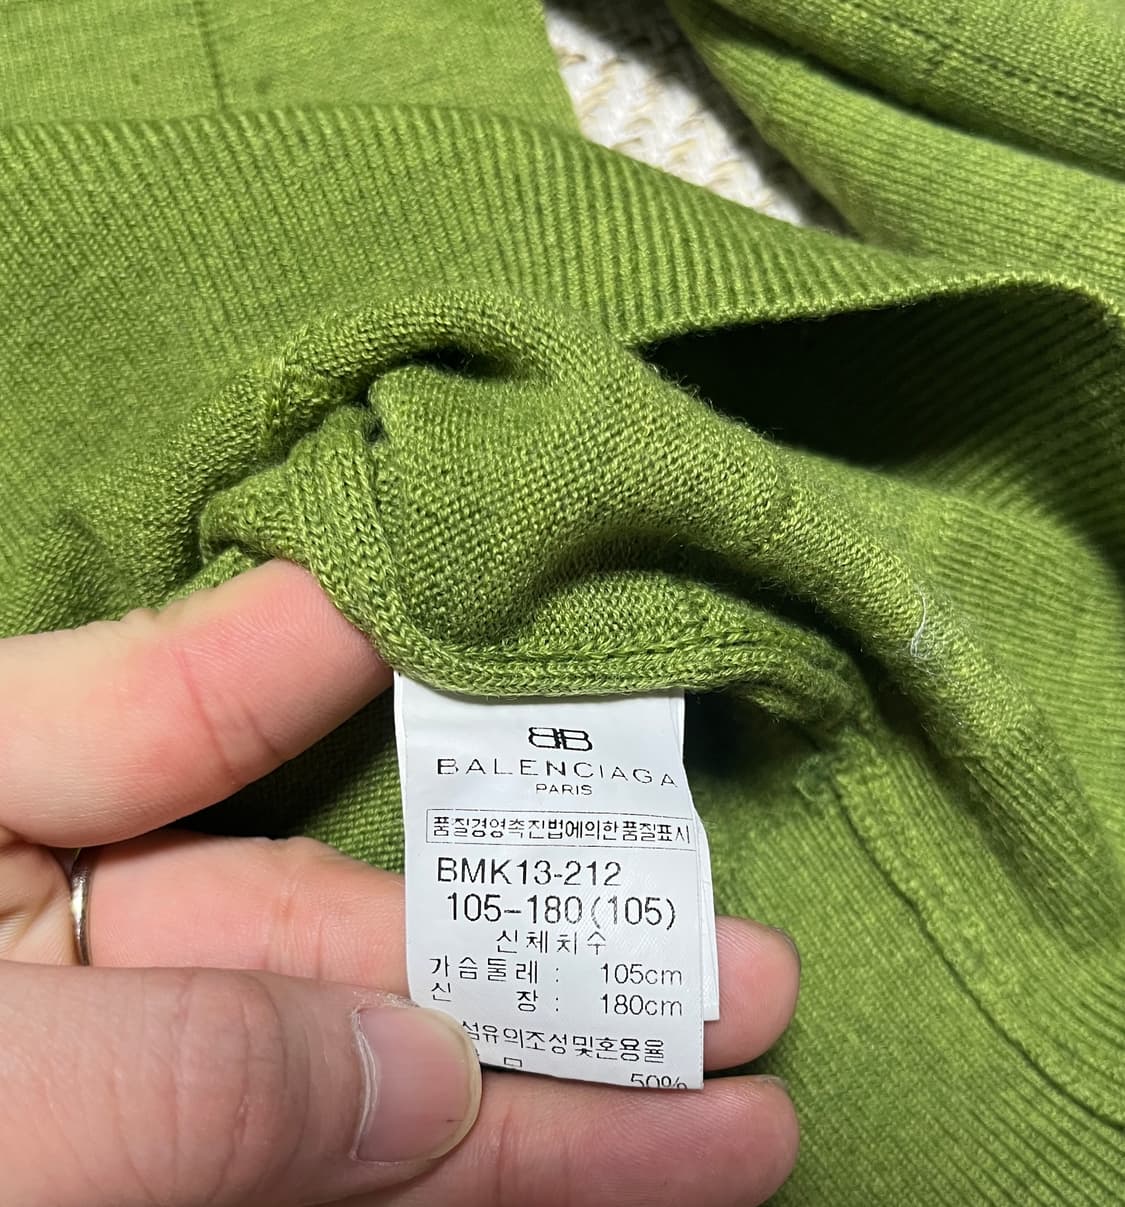 BB
BALENCIAGA
PARIS
품질경영촉진법에의한품질표시
BMK13-212
105-180(105)
신체치수
가슴둘레 : 105cm
신 장 : 180cm
섬유의조성및혼용율
50%